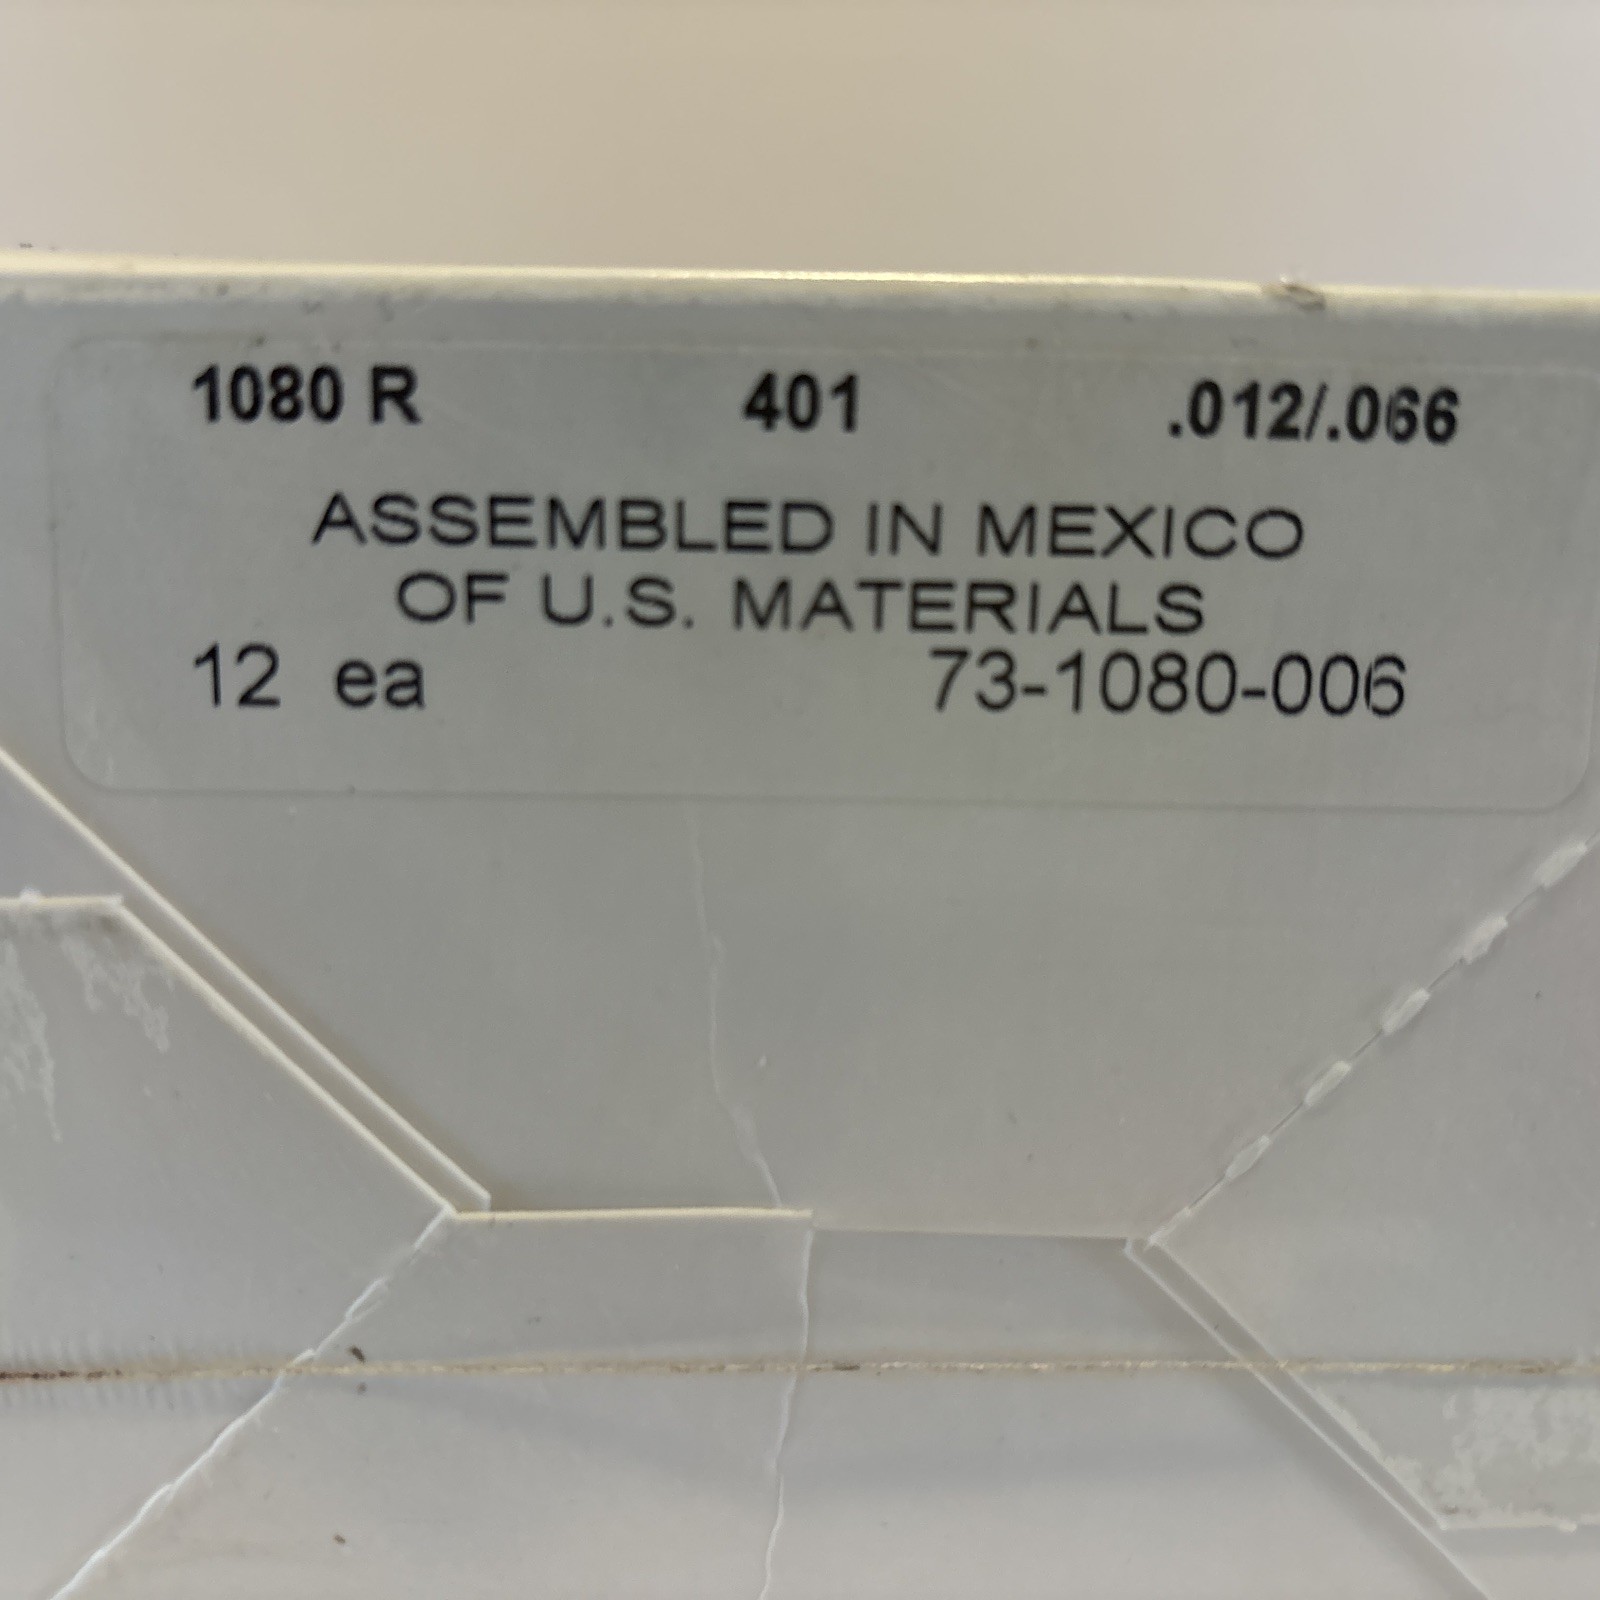 1080 R 401 .012/.066
ASSEMBLED IN MEXICO
OF U.S. MATERIALS
12 ea 73-1080-006